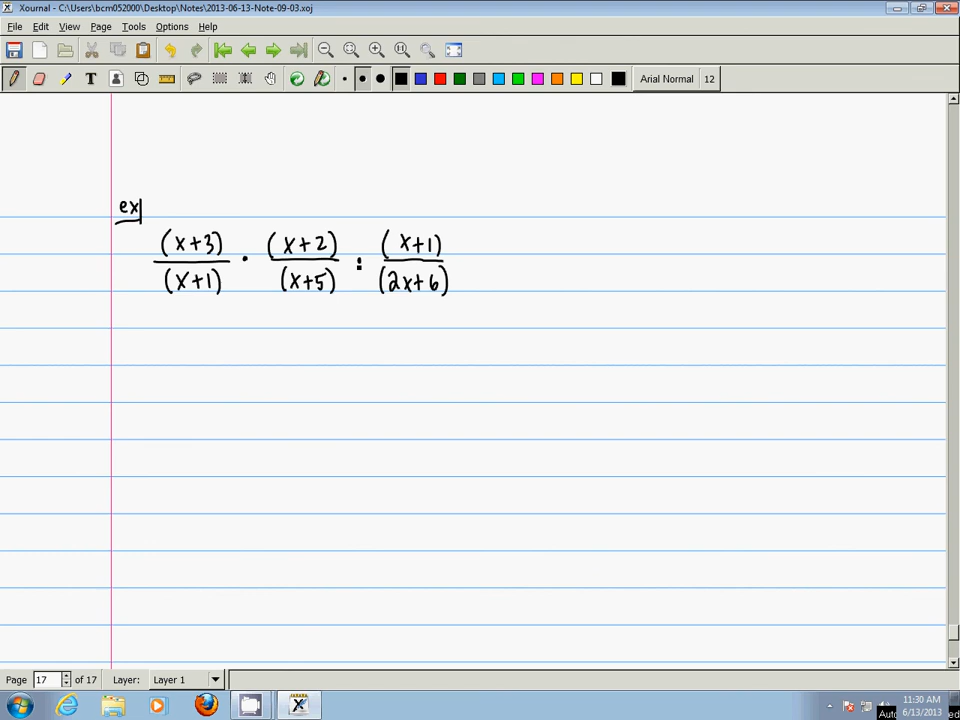 Xournal - C:\Users\bcm052000\Desktop\Notes\2013-06-13-Note-09-03.xoj
File Edit View Page Tools Options Help
T Arial Normal 12
ex
(x+3) (x+2) (x+1)
· :
(x+1) (x+5) (2x+6)
Page 17 of 17 Layer: Layer 1
11:30 AM
6/13/2013